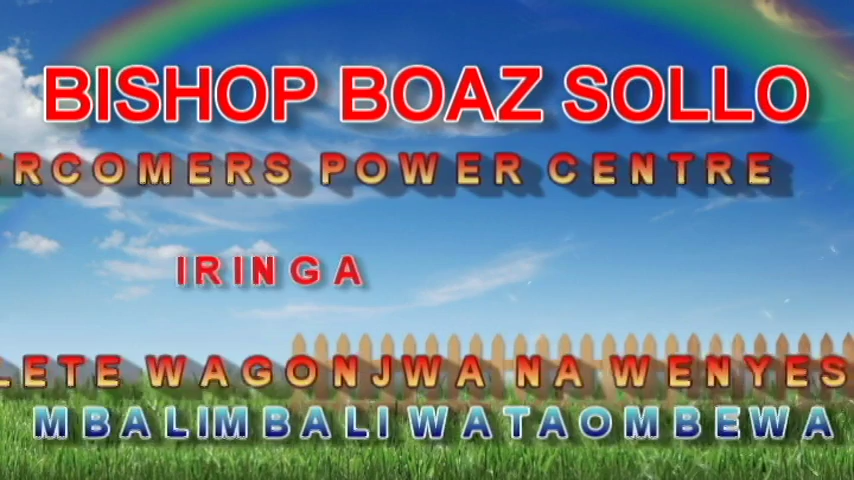 BISHOP BOAZ SOLLO
RCOMERS POWER CENTRE
IRINGA
LETE WAGONJWA NA WENYES
MBALIMBALI WATAOMBEWA